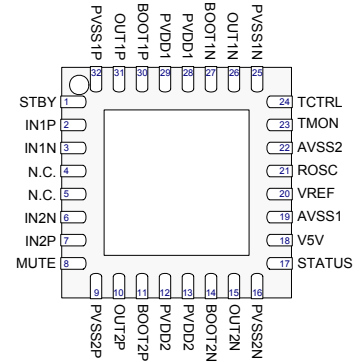 PVSS1P
OUT1P
BOOT1P
PVDD1
PVDD1
BOOT1N
OUT1N
PVSS1N
32
31
30
29
28
27
26
25
STBY 1
IN1P 2
IN1N 3
N.C. 4
N.C. 5
IN2N 6
IN2P 7
MUTE 8
24 TCTRL
23 TMON
22 AVSS2
21 ROSC
20 VREF
19 AVSS1
18 V5V
17 STATUS
9
10
11
12
13
14
15
16
PVSS2P
OUT2P
BOOT2P
PVDD2
PVDD2
BOOT2N
OUT2N
PVSS2N